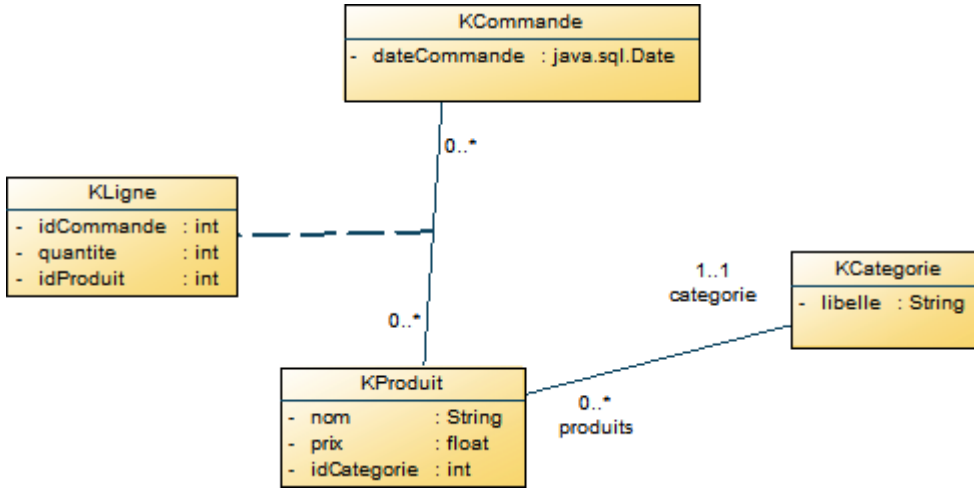 KCommande
- dateCommande : java.sql.Date
0..*
KLigne
- idCommande : int
- quantite : int
- idProduit : int
0..*
1..1
categorie
KCategorie
- libelle : String
KProduit
- nom : String
- prix : float
- idCategorie : int
0..*
produits